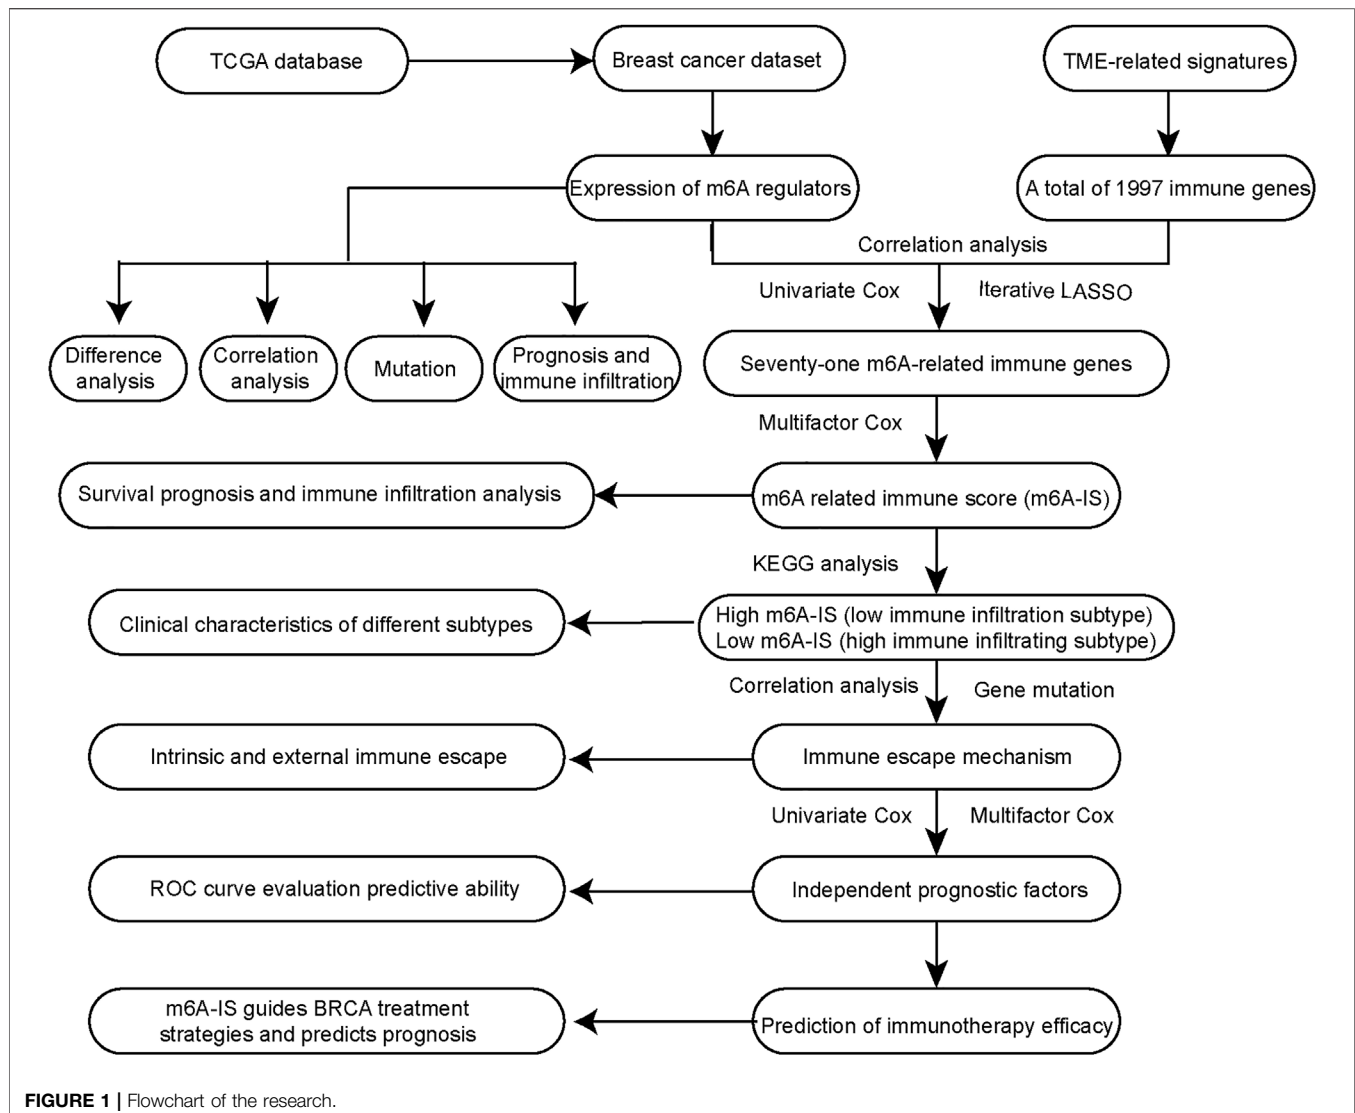 TCGA database
Breast cancer dataset
TME-related signatures
Expression of m6A regulators
A total of 1997 immune genes
Correlation analysis
Univariate Cox
Iterative LASSO
Difference
analysis
Correlation
analysis
Mutation
Prognosis and
immune infiltration
Seventy-one m6A-related immune genes
Multifactor Cox
Survival prognosis and immune infiltration analysis
m6A related immune score (m6A-IS)
KEGG analysis
Clinical characteristics of different subtypes
High m6A-IS (low immune infiltration subtype)
Low m6A-IS (high immune infiltrating subtype)
Correlation analysis
Gene mutation
Intrinsic and external immune escape
Immune escape mechanism
Univariate Cox
Multifactor Cox
ROC curve evaluation predictive ability
Independent prognostic factors
m6A-IS guides BRCA treatment
strategies and predicts prognosis
Prediction of immunotherapy efficacy
FIGURE 1 | Flowchart of the research.